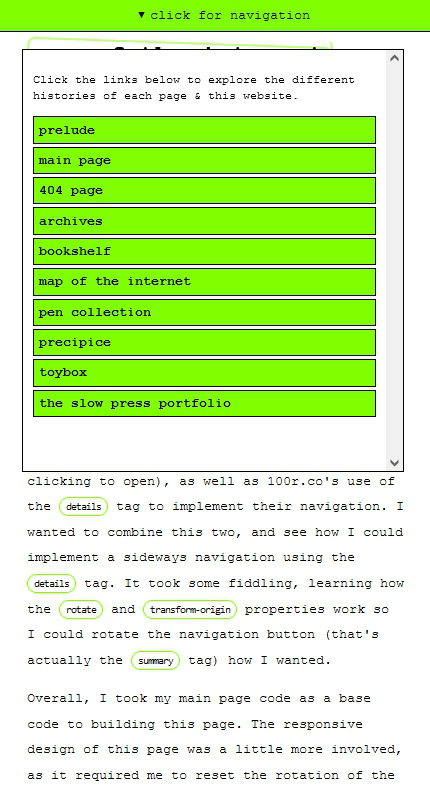 ▼ click for navigation
Click the links below to explore the different
histories of each page & this website.
prelude
main page
404 page
archives
bookshelf
map of the internet
pen collection
precipice
toybox
the slow press portfolio
clicking to open), as well as 100r.co's use of
the details tag to implement their navigation. I
wanted to combine this two, and see how I could
implement a sideways navigation using the
details tag. It took some fiddling, learning how
the rotate and transform-origin properties work so
I could rotate the navigation button (that's
actually the summary tag) how I wanted.
Overall, I took my main page code as a base
code to building this page. The responsive
design of this page was a little more involved,
as it required me to reset the rotation of the